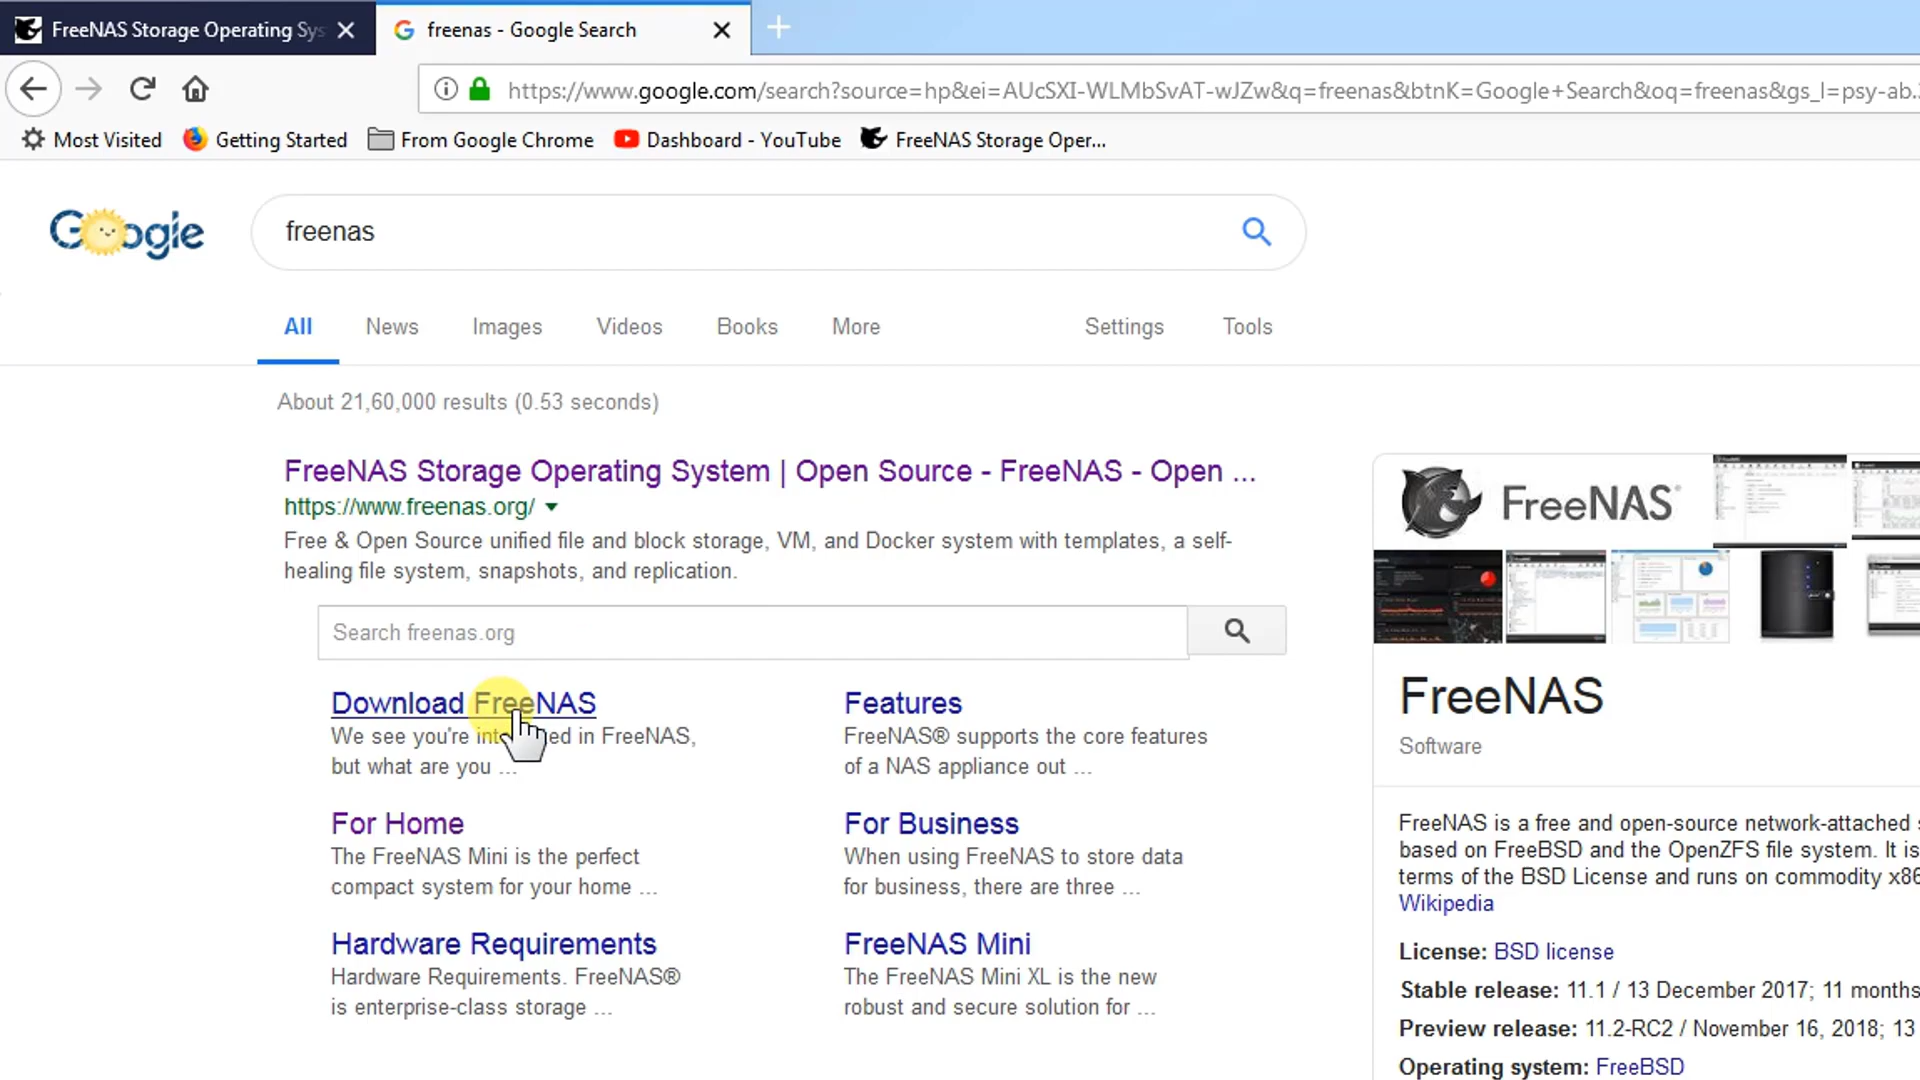 FreeNAS Storage Operating Sys
freenas - Google Search
https://www.google.com/search?source=hp&ei=AUcSXI-WLMbSvAT-wJZw&q=freenas&btnK=Google+Search&oq=freenas&gs_l=psy-ab.
Most Visited
Getting Started
From Google Chrome
Dashboard - YouTube
FreeNAS Storage Oper...
Google
freenas
All
News
Images
Videos
Books
More
Settings
Tools
About 21,60,000 results (0.53 seconds)
FreeNAS Storage Operating System | Open Source - FreeNAS - Open ...
https://www.freenas.org/
Free & Open Source unified file and block storage, VM, and Docker system with templates, a self-
healing file system, snapshots, and replication.
Search freenas.org
Download FreeNAS
We see you're in FreeNAS,
but what are you ...
Features
FreeNAS® supports the core features
of a NAS appliance out ...
For Home
The FreeNAS Mini is the perfect
compact system for your home ...
For Business
When using FreeNAS to store data
for business, there are three ...
Hardware Requirements
Hardware Requirements. FreeNAS®
is enterprise-class storage ...
FreeNAS Mini
The FreeNAS Mini XL is the new
robust and secure solution for ...
FreeNAS
FreeNAS
Software
FreeNAS is a free and open-source network-attached
based on FreeBSD and the OpenZFS file system. It is
terms of the BSD License and runs on commodity x86
Wikipedia
License: BSD license
Stable release: 11.1 / 13 December 2017; 11 months
Preview release: 11.2-RC2 / November 16, 2018; 13
Operating system: FreeBSD